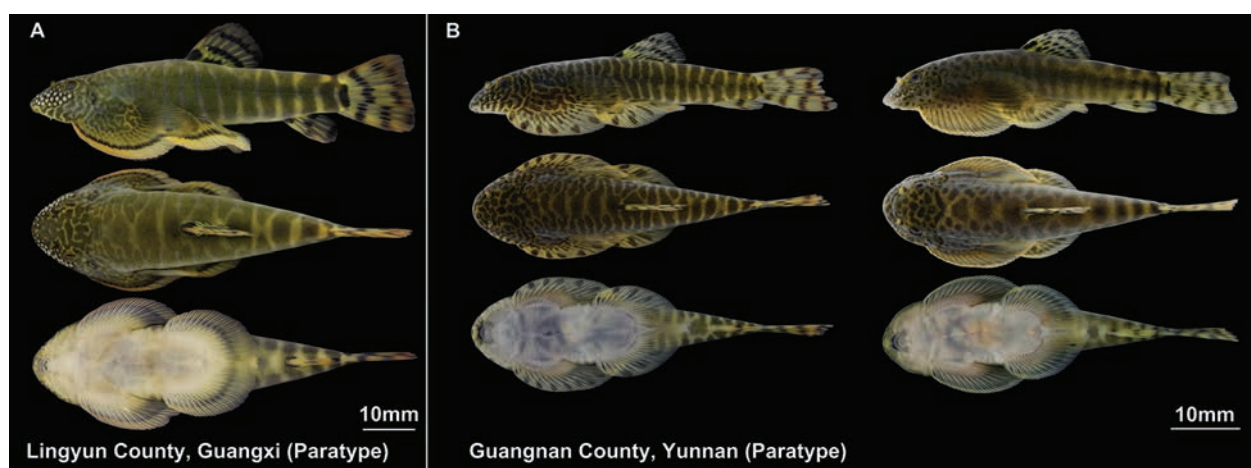 A
B
10mm
10mm
Lingyun County, Guangxi (Paratype)
Guangnan County, Yunnan (Paratype)